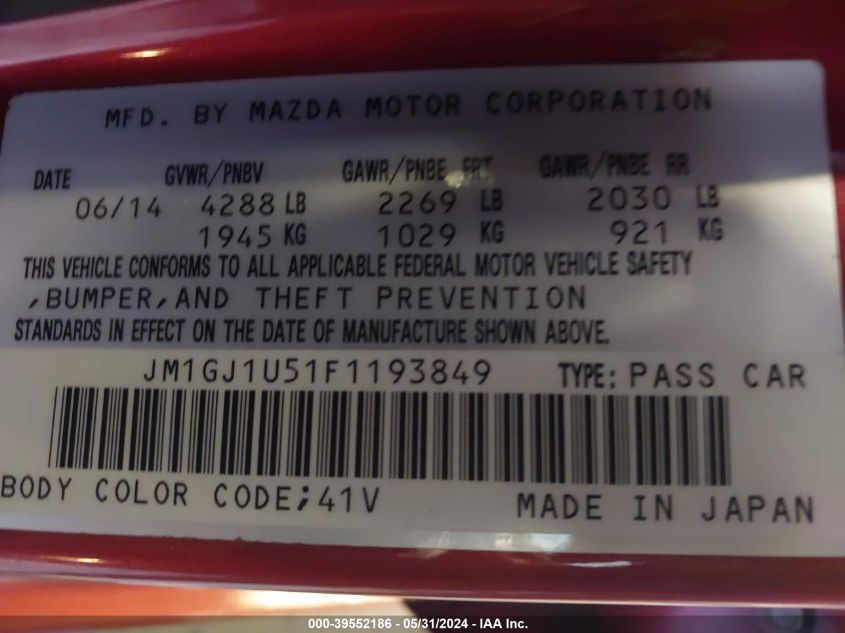 MFD. BY MAZDA MOTOR CORPORATION
DATE GVWR/PNBV GAWR/PNBE FRT GAWR/PNBE RR
06/14 4288 LB 2269 LB 2030 LB
1945 KG 1029 KG 921 KG
THIS VEHICLE CONFORMS TO ALL APPLICABLE FEDERAL MOTOR VEHICLE SAFETY
,BUMPER,AND THEFT PREVENTION
STANDARDS IN EFFECT ON THE DATE OF MANUFACTURE SHOWN ABOVE.
JM1GJ1U51F1193849 TYPE: PASS CAR
BODY COLOR CODE;41V MADE IN JAPAN
000-39552186 - 05/31/2024 - IAA Inc.